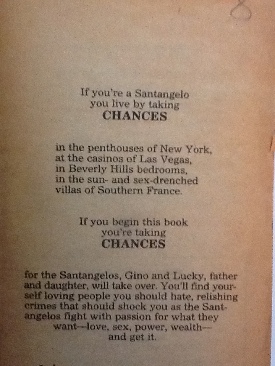 8
If you're a Santangelo
you live by taking
CHANCES
in the penthouses of New York,
at the casinos of Las Vegas,
in Beverly Hills bedrooms,
in the sun- and sex-drenched
villas of Southern France.
If you begin this book
you're taking
CHANCES
for the Santangelos, Gino and Lucky, father
and daughter, will take over. You'll find your-
self loving people you should hate, relishing
crimes that should shock you as the Sant-
angelos fight with passion for what they
want—love, sex, power, wealth—
and get it.